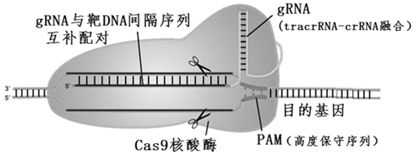 gRNA与靶DNA间隔序列
互补配对
gRNA
(tracrRNA-crRNA融合)
3'
5'
5'
目的基因
Cas9核酸酶
PAM(高度保守序列)